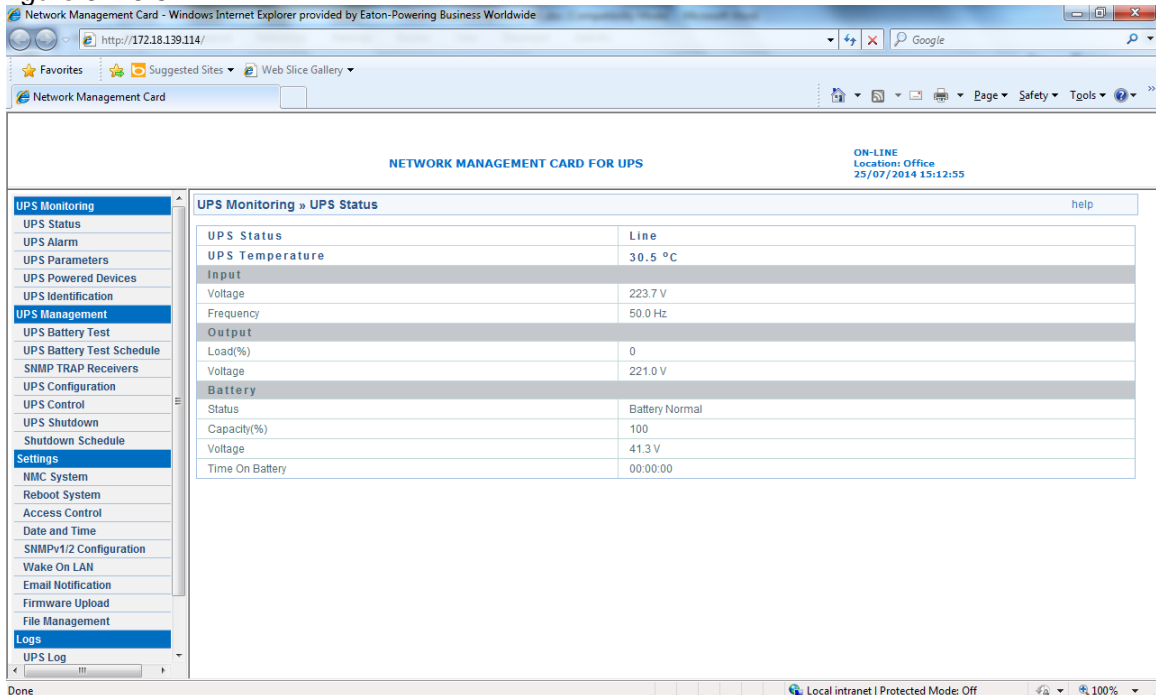 Network Management Card - Windows Internet Explorer provided by Eaton-Powering Business Worldwide
http://172.18.139.114/
Google
Favorites Suggested Sites Web Slice Gallery
Network Management Card
Page Safety Tools
NETWORK MANAGEMENT CARD FOR UPS
ON-LINE
Location: Office
25/07/2014 15:12:55
UPS Monitoring
UPS Status
UPS Alarm
UPS Parameters
UPS Powered Devices
UPS Identification
UPS Management
UPS Battery Test
UPS Battery Test Schedule
SNMP TRAP Receivers
UPS Configuration
UPS Control
UPS Shutdown
Shutdown Schedule
Settings
NMC System
Reboot System
Access Control
Date and Time
SNMPv1/2 Configuration
Wake On LAN
Email Notification
Firmware Upload
File Management
Logs
UPS Log
UPS Monitoring » UPS Status help
UPS Status Line
UPS Temperature 30.5 ºC
Input
Voltage 223.7 V
Frequency 50.0 Hz
Output
Load(%) 0
Voltage 221.0 V
Battery
Status Battery Normal
Capacity(%) 100
Voltage 41.3 V
Time On Battery 00:00:00
Done Local intranet | Protected Mode: Off 100%